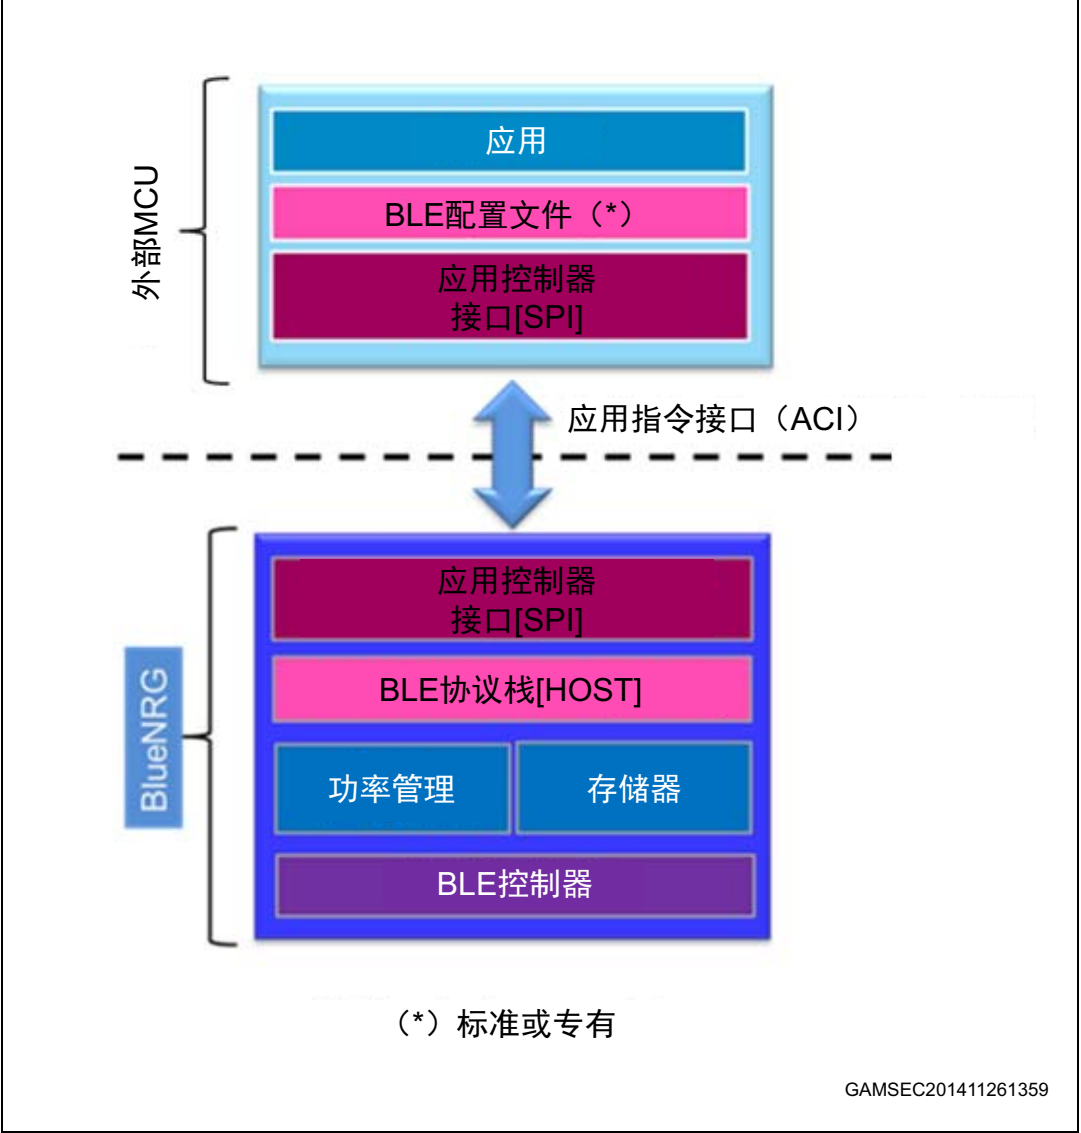 外部MCU
应用
BLE配置文件（*）
应用控制器
接口[SPI]
应用指令接口（ACI）
BlueNRG
应用控制器
接口[SPI]
BLE协议栈[HOST]
功率管理
存储器
BLE控制器
（*）标准或专有
GAMSEC201411261359